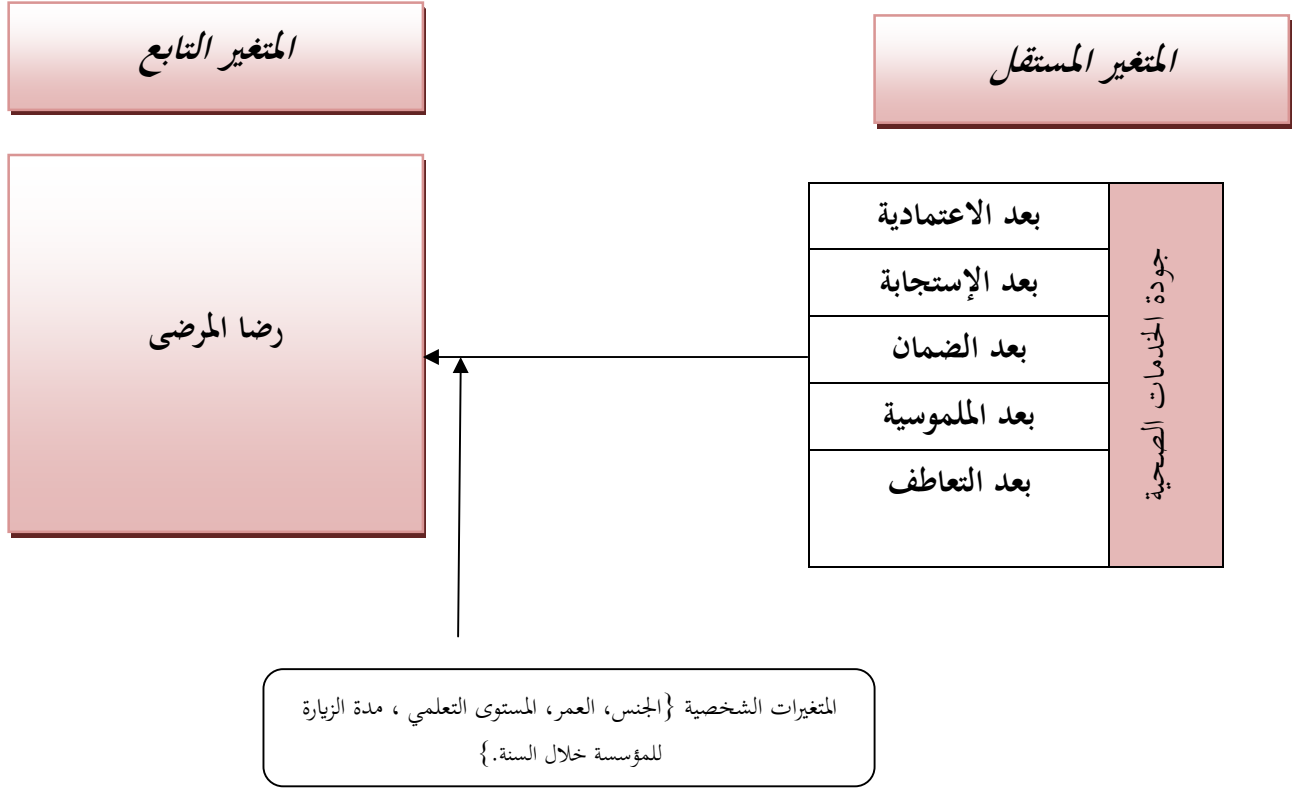 المتغير المستقل
المتغير التابع
جودة الخدمات الصحية
بعد الاعتمادية
بعد الإستجابة
بعد الضمان
بعد الملموسية
بعد التعاطف
رضا المرضى
المتغيرات الشخصية {الجنس، العمر، المستوى التعلمي ، مدة الزيارة
للمؤسسة خلال السنة.}